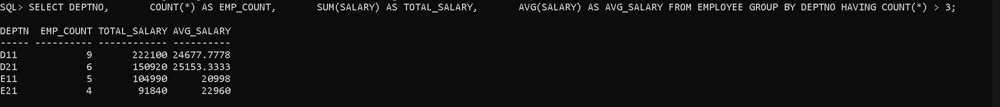 SQL> SELECT DEPTNO,       COUNT(*) AS EMP_COUNT,       SUM(SALARY) AS TOTAL_SALARY,       AVG(SALARY) AS AVG_SALARY FROM EMPLOYEE GROUP BY DEPTNO HAVING COUNT(*) > 3;
DEPTN  EMP_COUNT TOTAL_SALARY AVG_SALARY
----- ---------- ------------ ----------
D11            9       222100 24677.7778
D21            6       150920 25153.3333
E11            5       104990      20998
E21            4        91840      22960